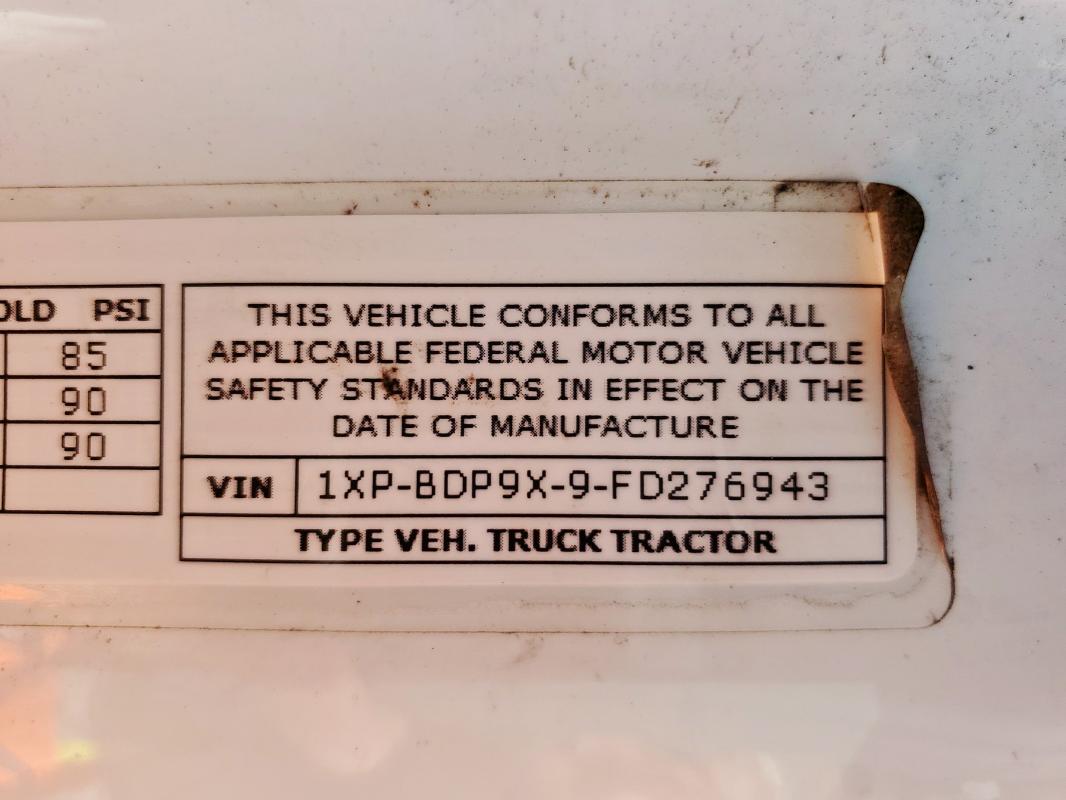 OLD PSI
85
90
90
THIS VEHICLE CONFORMS TO ALL
APPLICABLE FEDERAL MOTOR VEHICLE
SAFETY STANDARDS IN EFFECT ON THE
DATE OF MANUFACTURE
VIN 1XP-BDP9X-9-FD276943
TYPE VEH. TRUCK TRACTOR